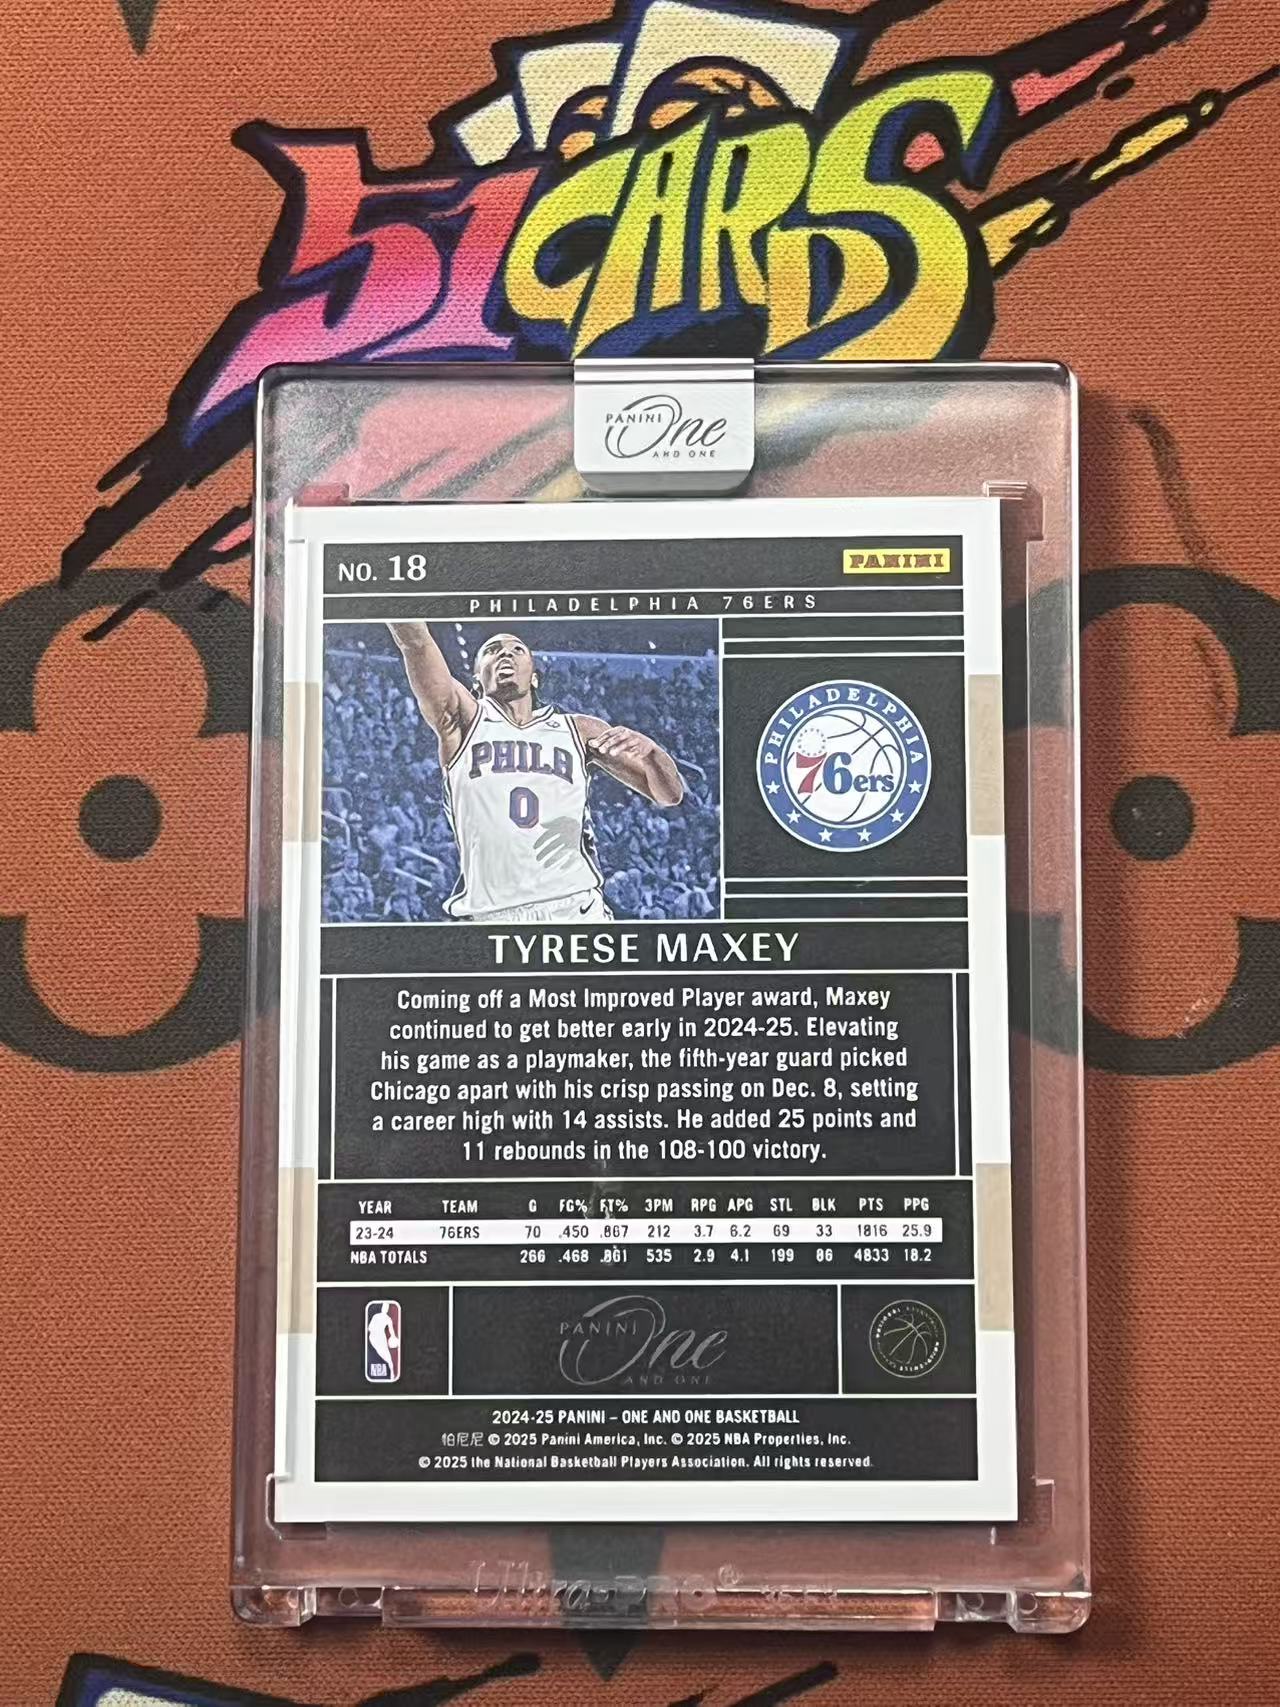 51CARDS
PANINI
One
AND ONE
NO. 18
PANINI
PHILADELPHIA 76ERS
PHILA
0
PHILADELPHIA
76ers
TYRESE MAXEY
Coming off a Most Improved Player award, Maxey
continued to get better early in 2024-25. Elevating
his game as a playmaker, the fifth-year guard picked
Chicago apart with his crisp passing on Dec. 8, setting
a career high with 14 assists. He added 25 points and
11 rebounds in the 108-100 victory.
YEAR TEAM G FG% FT% 3PM RPG APG STL BLK PTS PPG
23-24 76ERS 70 .450 .867 212 3.7 6.2 69 33 1816 25.9
NBA TOTALS 266 .468 .861 535 2.9 4.1 199 86 4833 18.2
NBA
PANINI
One
AND ONE
2024-25 PANINI – ONE AND ONE BASKETBALL
帕尼尼 © 2025 Panini America, Inc. © 2025 NBA Properties, Inc.
© 2025 the National Basketball Players Association. All rights reserved.
Ultra·PRO®